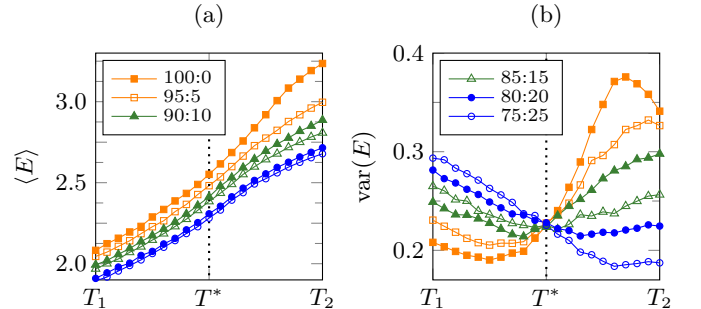 (a)
(b)
⟨E⟩
3.0
2.5
2.0
100:0
95:5
90:10
T₁
T*
T₂
var(E)
0.4
0.3
0.2
85:15
80:20
75:25
T₁
T*
T₂